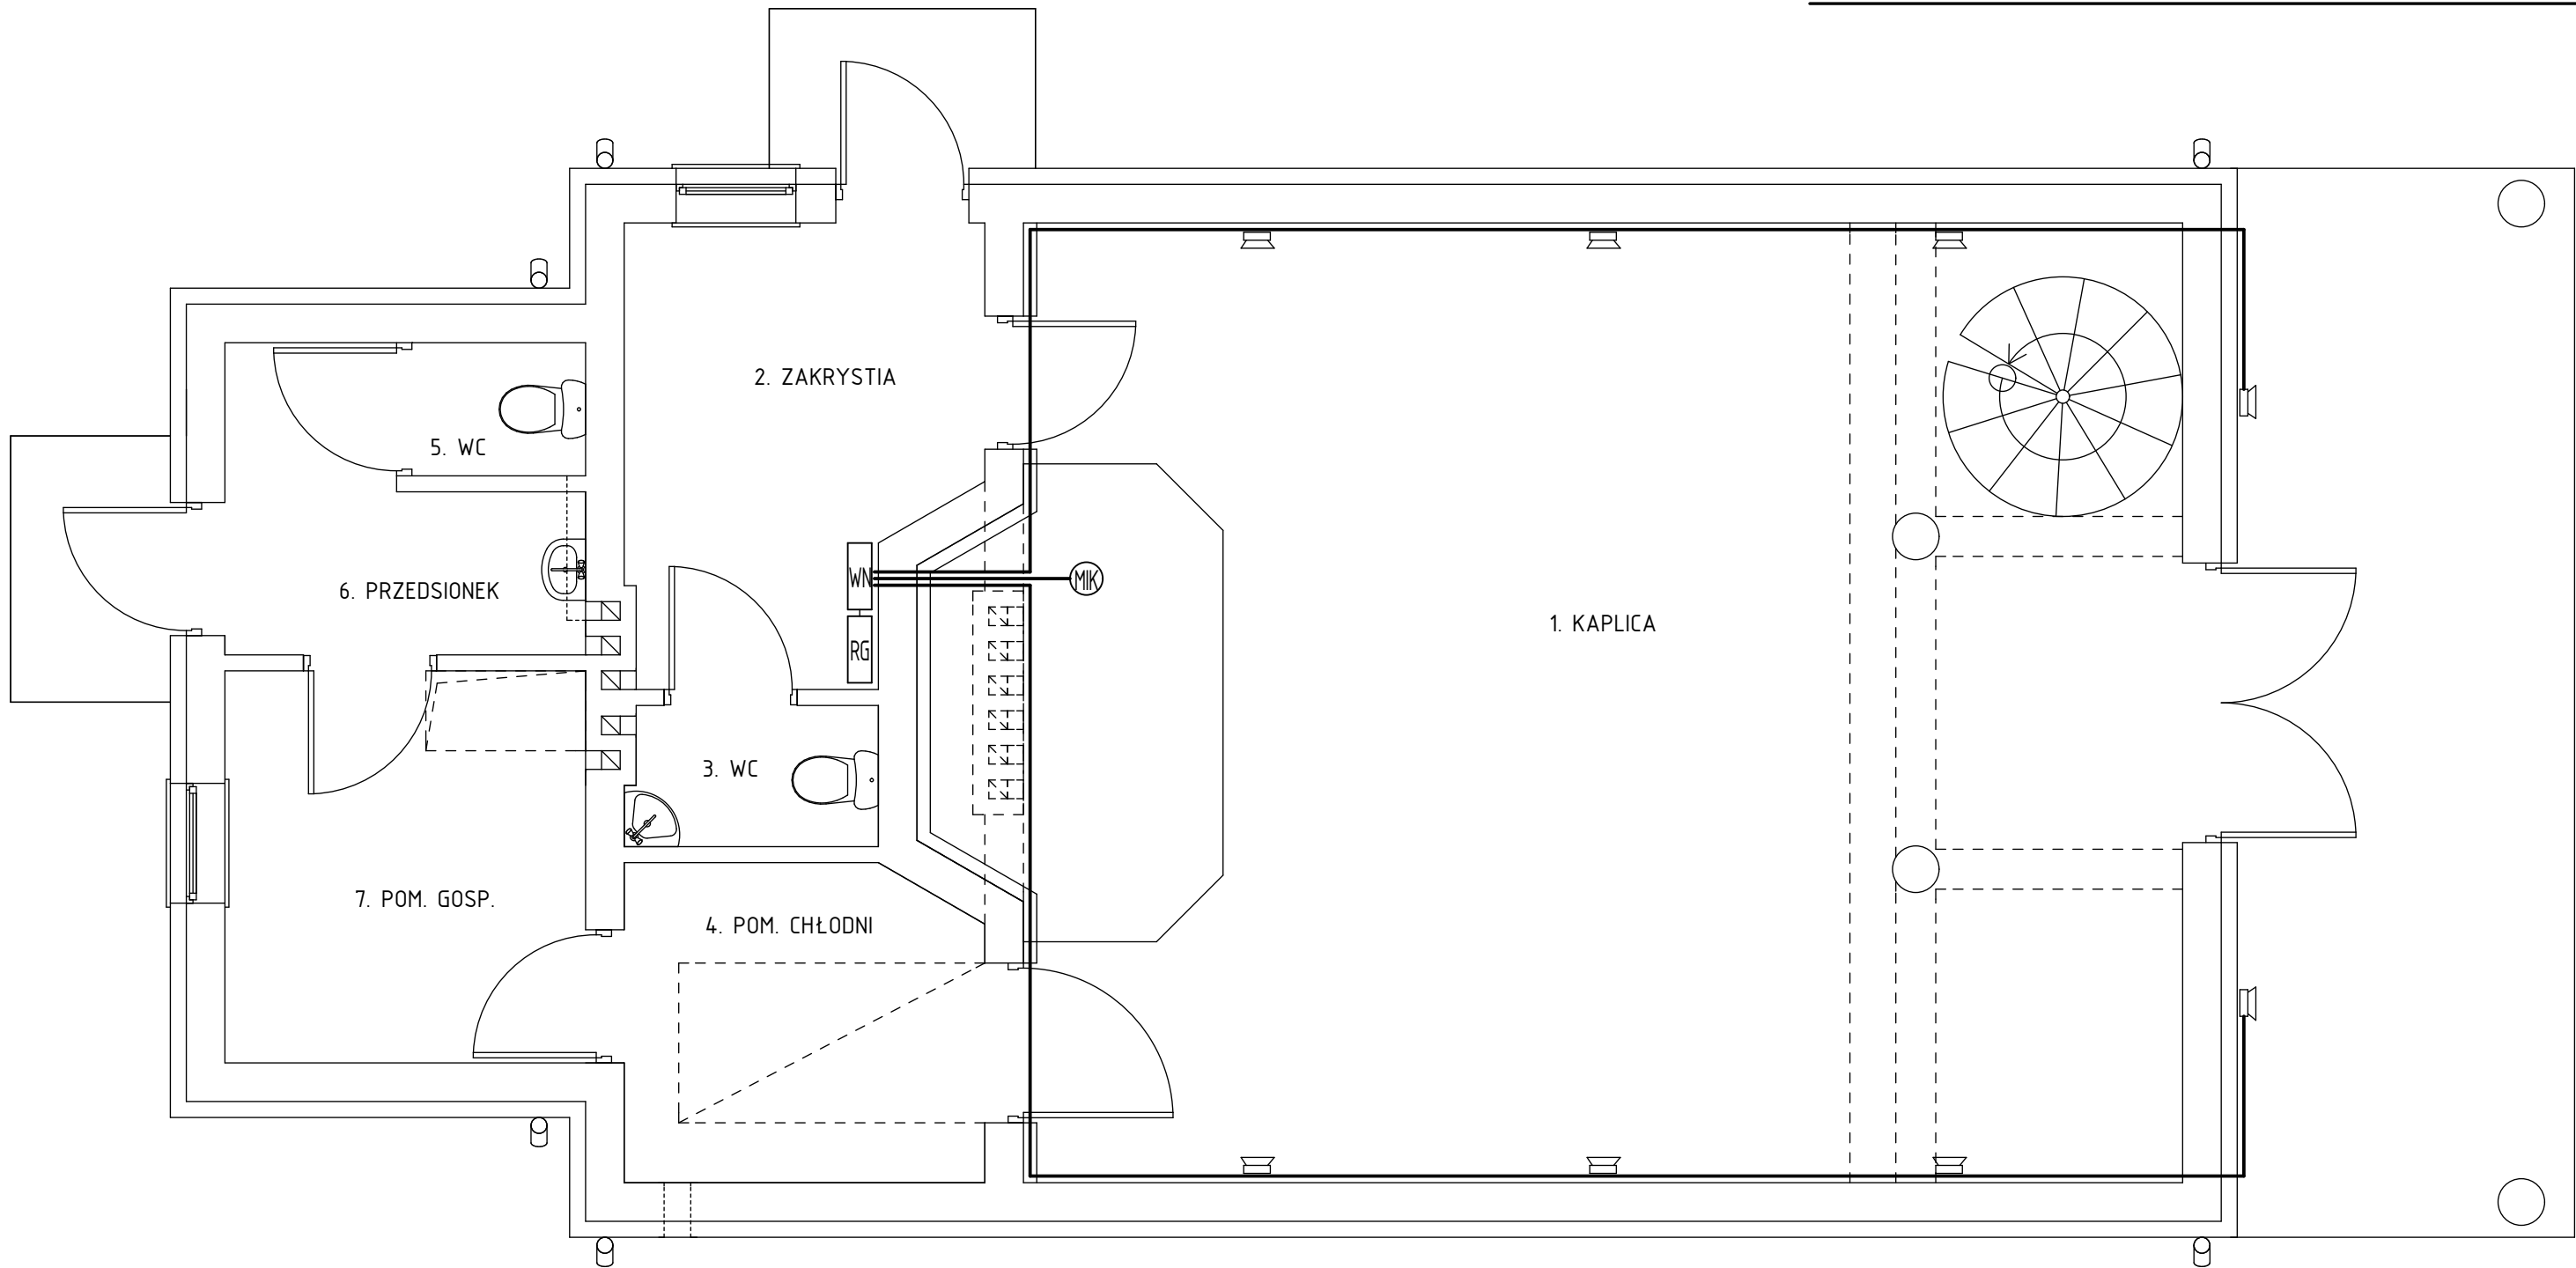 2. ZAKRYSTIA
5. WC
WN
MIK
6. PRZEDSIONEK
1. KAPLICA
RG
3. WC
7. POM. GOSP.
4. POM. CHŁODNI